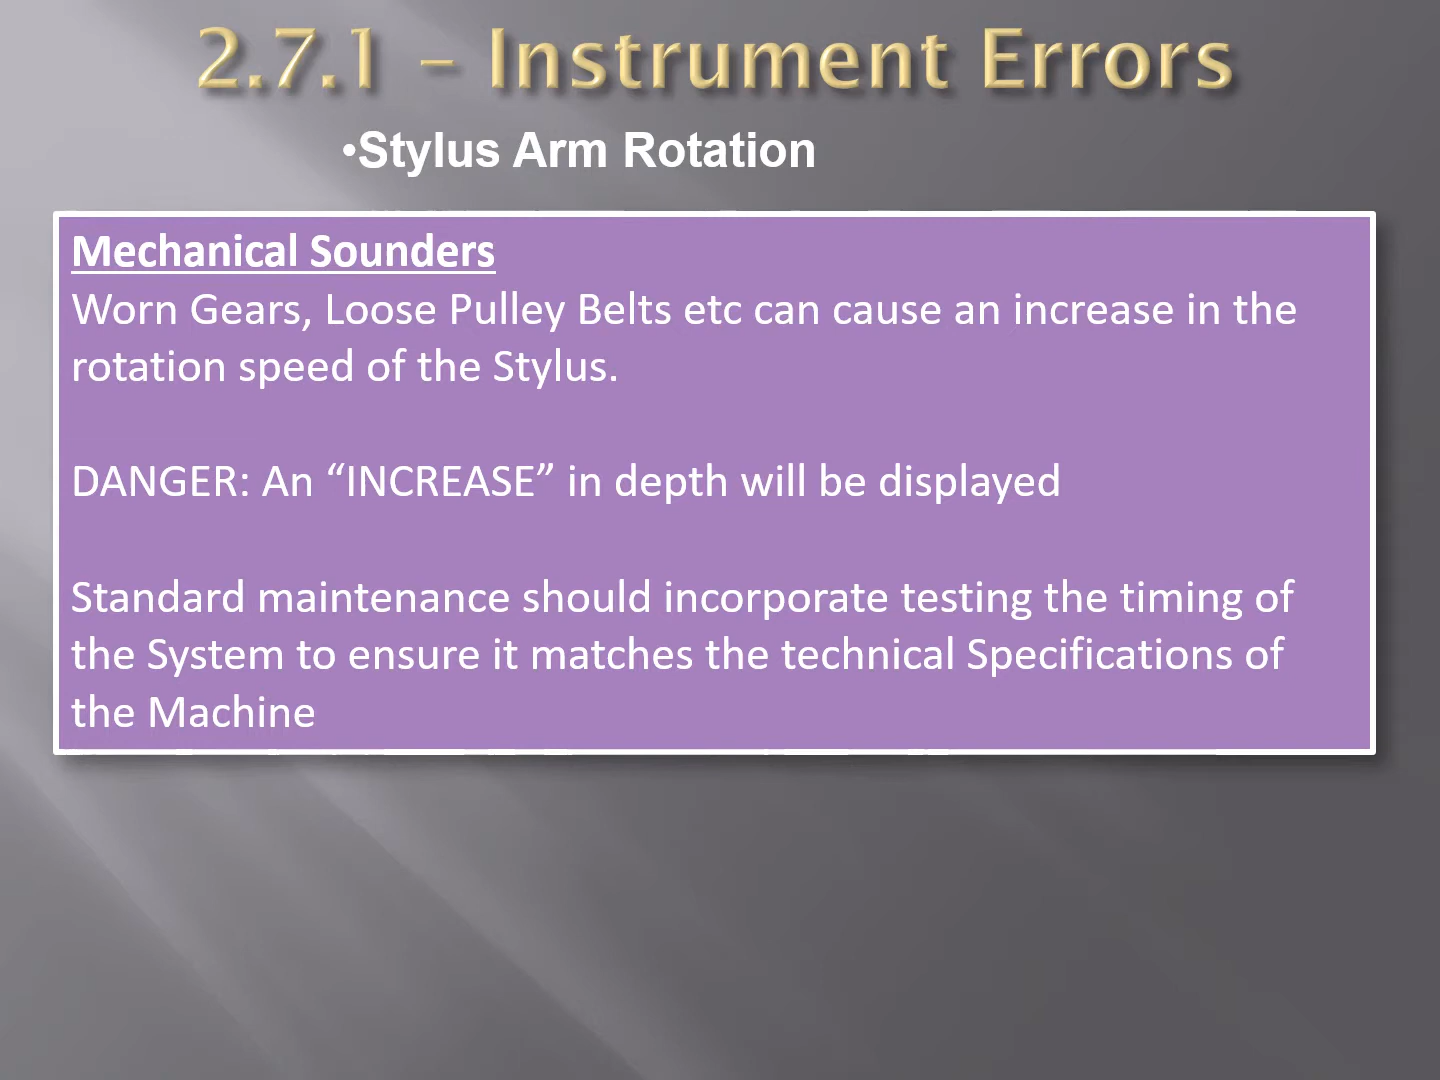 2.7.1 – Instrument Errors
•Stylus Arm Rotation
Mechanical Sounders
Worn Gears, Loose Pulley Belts etc can cause an increase in the
rotation speed of the Stylus.
DANGER: An “INCREASE” in depth will be displayed
Standard maintenance should incorporate testing the timing of
the System to ensure it matches the technical Specifications of
the Machine